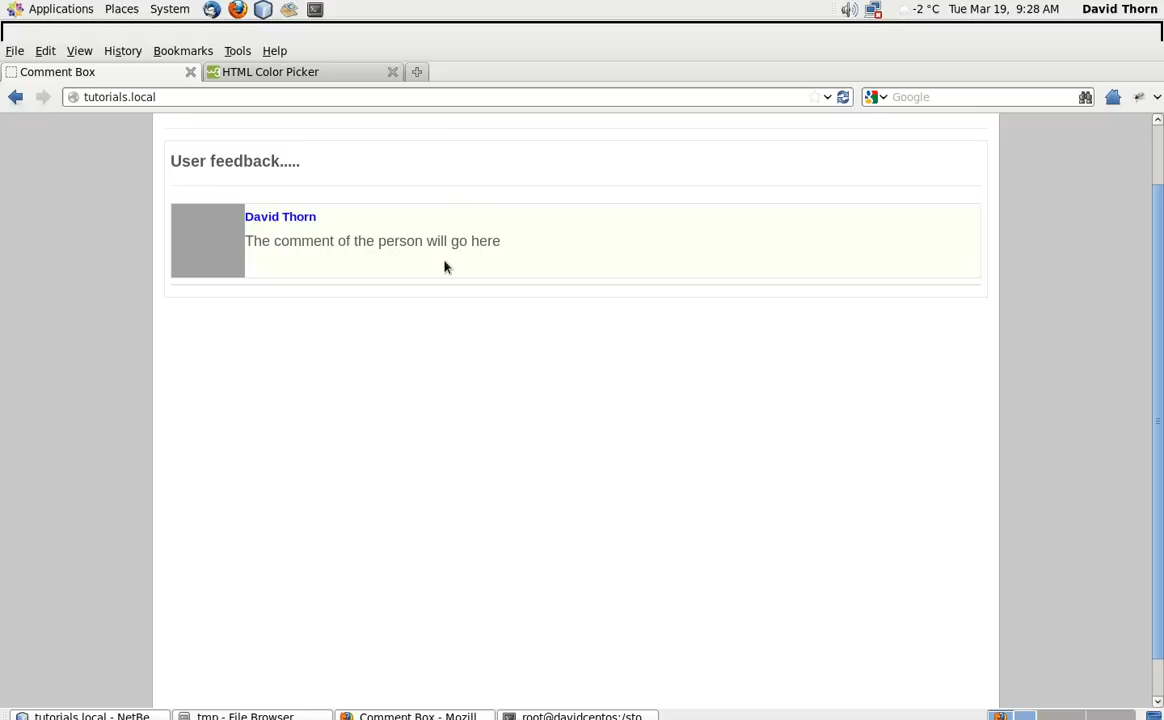 Applications Places System -2 °C Tue Mar 19, 9:28 AM David Thorn
File Edit View History Bookmarks Tools Help
Comment Box HTML Color Picker
tutorials.local Google
User feedback.....
David Thorn
The comment of the person will go here
tutorials.local - NetBe... tmp - File Browser Comment Box - Mozill... root@davidcentos:/sto...